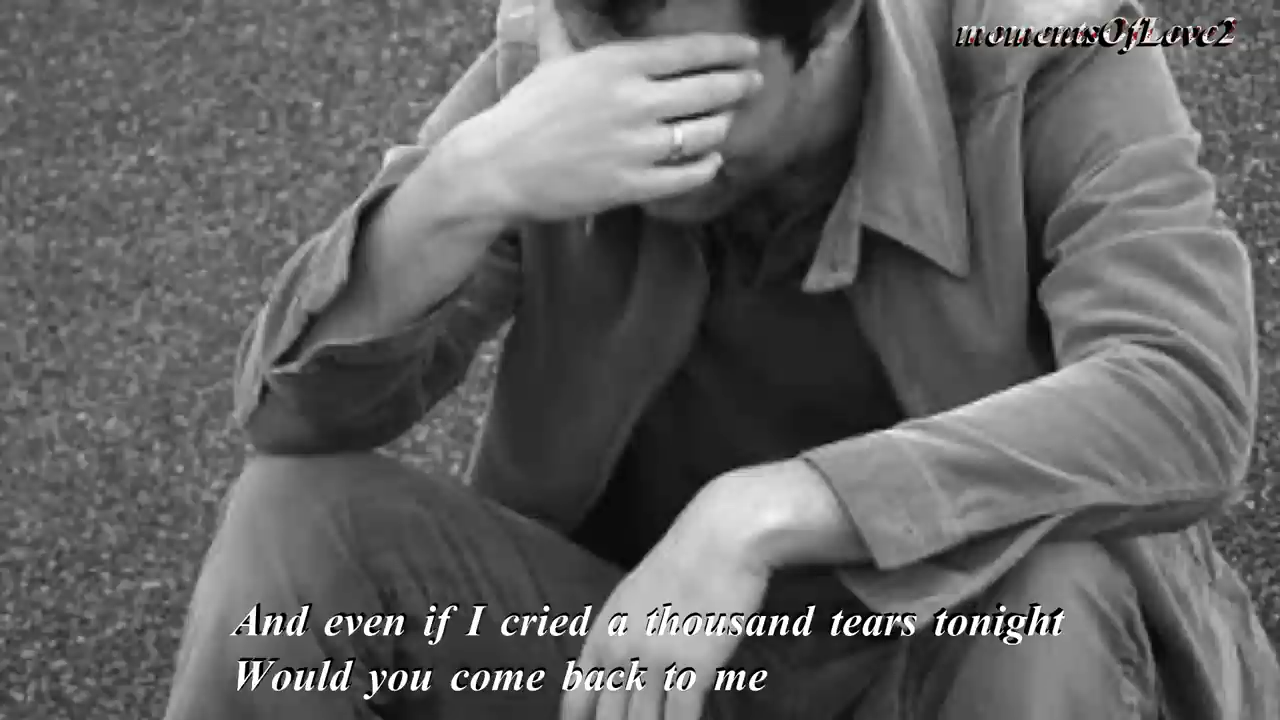 momentsOfLove2
And even if I cried a thousand tears tonight
Would you come back to me